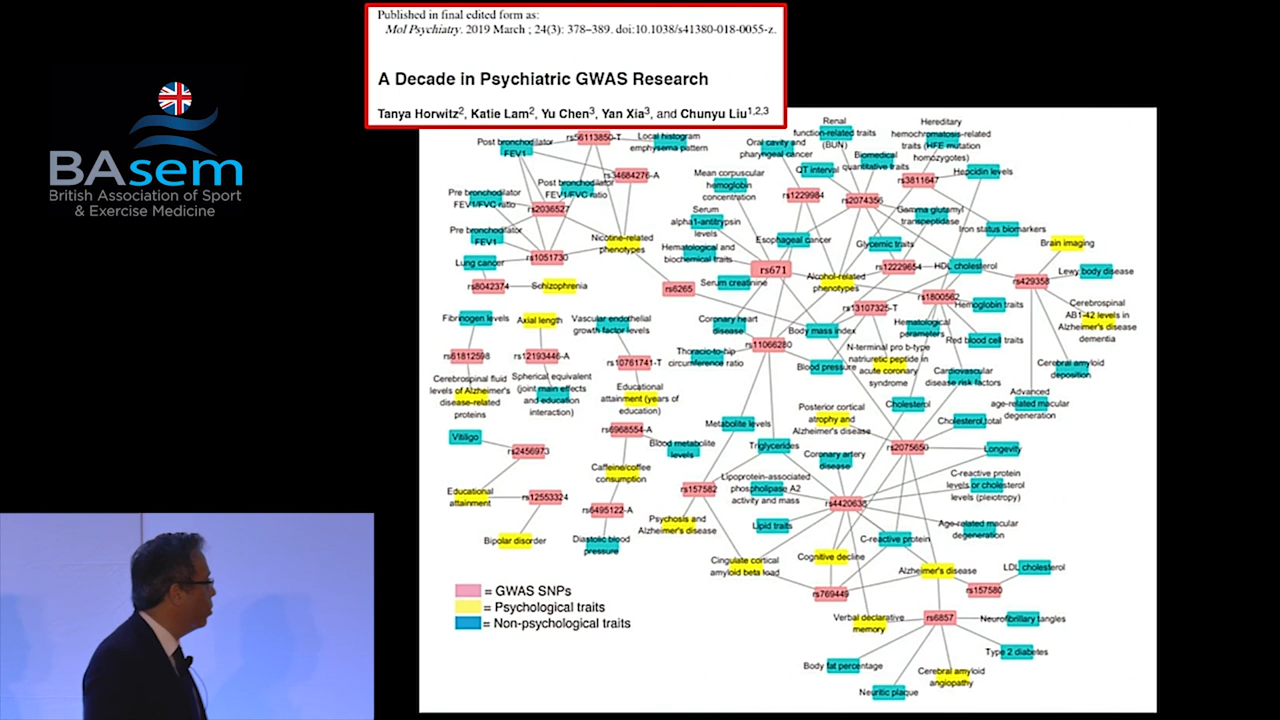 Published in final edited form as:
Mol Psychiatry. 2019 March ; 24(3): 378–389. doi:10.1038/s41380-018-0055-z.
A Decade in Psychiatric GWAS Research
Tanya Horwitz2, Katie Lam2, Yu Chen3, Yan Xia3, and Chunyu Liu1,2,3
BAsem
British Association of Sport
& Exercise Medicine
Post bronchodilator
FEV1
rs56113850-T
Local histogram
emphysema pattern
rs34684276-A
Pre bronchodilator
FEV1/FVC ratio
Post bronchodilator
FEV1/FVC ratio
rs2036527
Pre bronchodilator
FEV1
Nicotine-related
phenotypes
Lung cancer
rs1051730
rs8042374
Schizophrenia
rs6265
Fibrinogen levels
Axial length
Vascular endothelial
growth factor levels
rs61812598
rs12193446-A
rs10761741-T
Cerebrospinal fluid
levels of Alzheimer's
disease-related
proteins
Spherical equivalent
(joint main effects
and education
interaction)
Educational
attainment (years of
education)
Vitiligo
rs2456973
rs6968554-A
Blood metabolite
levels
Caffeine/coffee
consumption
Educational
attainment
rs12553324
rs6495122-A
Bipolar disorder
Diastolic blood
pressure
Oral cavity and
pharyngeal cancer
Renal
function-related traits
(BUN)
Hereditary
hemochromatosis-related
traits (HFE mutation
homozygotes)
Mean corpuscular
hemoglobin
concentration
QT interval
Biomedical
quantitative traits
rs3811647
Hepcidin levels
rs1229984
rs2074356
Serum
alpha1-antitrypsin
levels
Gamma glutamyl
transpeptidase
Iron status biomarkers
Hematological and
biochemical traits
Esophageal cancer
Glycemic traits
Brain imaging
rs671
rs12229654
HDL cholesterol
rs429358
Lewy body disease
Serum creatinine
Alcohol-related
phenotypes
rs13107325-T
rs1800562
Hemoglobin traits
Cerebrospinal
AB1-42 levels in
Alzheimer's disease
dementia
Coronary heart
disease
Body mass index
Hematological
parameters
Red blood cell traits
rs11066280
N-terminal pro b-type
natriuretic peptide in
acute coronary
syndrome
Thoracic-to-hip
circumference ratio
Blood pressure
Cardiovascular
disease risk factors
Cerebral amyloid
deposition
Advanced
age-related macular
degeneration
Posterior cortical
atrophy and
Alzheimer's disease
Cholesterol
Cholesterol,total
Metabolite levels
Triglycerides
rs2075650
Longevity
Coronary artery
disease
C-reactive protein
levels or cholesterol
levels (pleiotropy)
rs157582
Lipoprotein-associated
phospholipase A2
activity and mass
rs4420638
Psychosis and
Alzheimer's disease
Lipid traits
C-reactive protein
Age-related macular
degeneration
Cingulate cortical
amyloid beta load
Cognitive decline
Alzheimer's disease
LDL cholesterol
rs769449
rs157580
Verbal declarative
memory
rs6857
Neurofibrillary tangles
Type 2 diabetes
Body fat percentage
Cerebral amyloid
angiopathy
Neuritic plaque
= GWAS SNPs
= Psychological traits
= Non-psychological traits